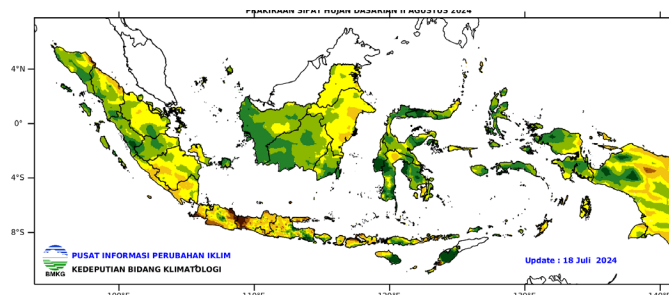 PRAKIRAAN SIFAT HUJAN DASARIAN II AGUSTUS 2024
4°N
0°
4°S
8°S
PUSAT INFORMASI PERUBAHAN IKLIM
KEDEPUTIAN BIDANG KLIMATOLOGI
BMKG
Update : 18 Juli 2024